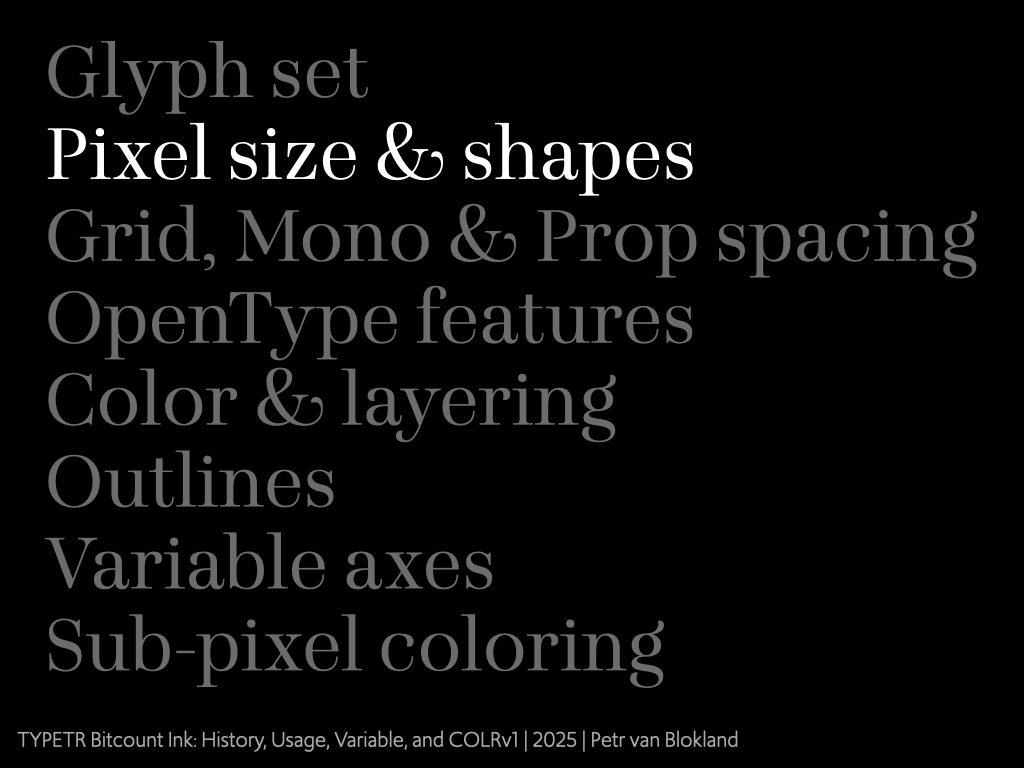 Glyph set
Pixel size & shapes
Grid, Mono & Prop spacing
OpenType features
Color & layering
Outlines
Variable axes
Sub-pixel coloring
TYPETR Bitcount Ink: History, Usage, Variable, and COLRv1 | 2025 | Petr van Blokland